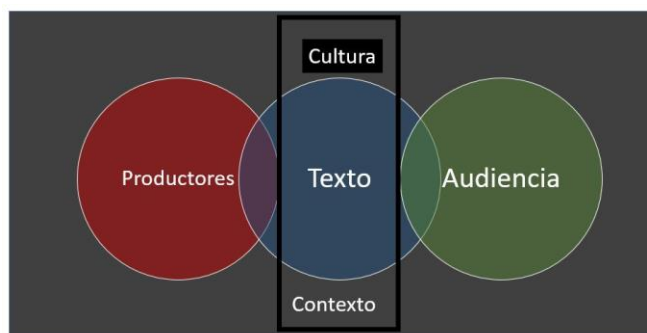 Cultura
Productores
Texto
Audiencia
Contexto